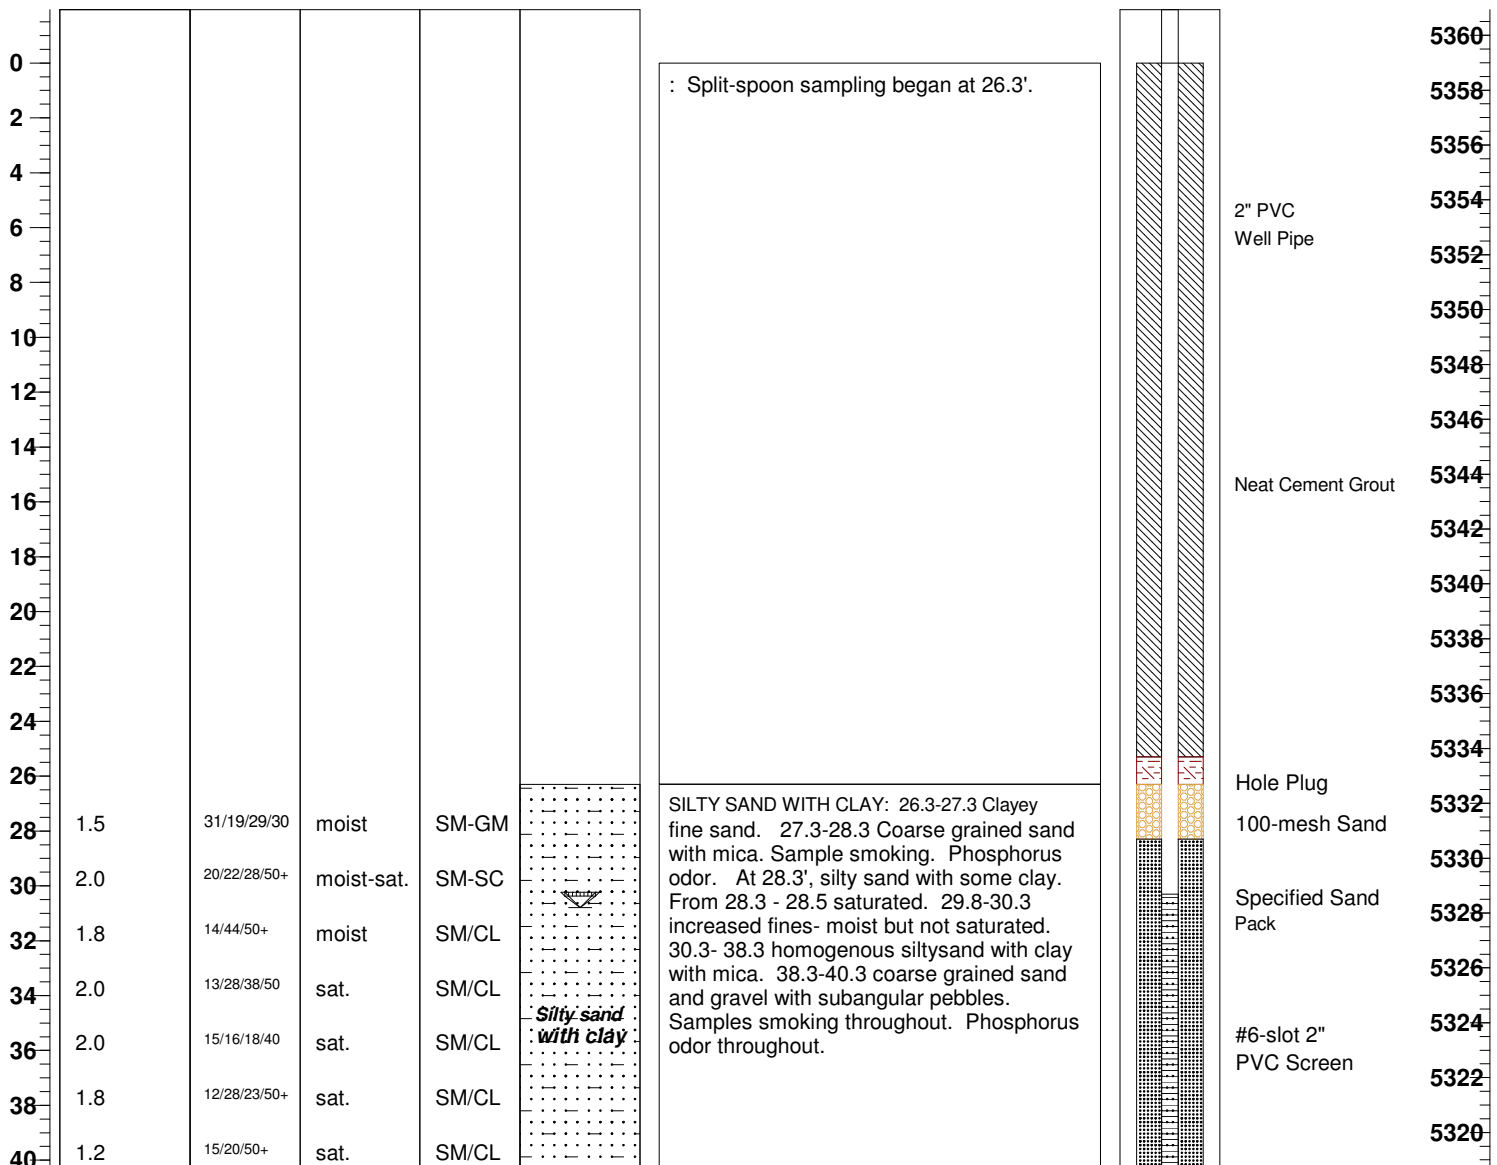 0
2
4
6
8
10
12
14
16
18
20
22
24
26
28
30
32
34
36
38
40
1.5 31/19/29/30 moist SM-GM
2.0 20/22/28/50+ moist-sat. SM-SC
1.8 14/44/50+ moist SM/CL
2.0 13/28/38/50 sat. SM/CL
2.0 15/16/18/40 sat. SM/CL
1.8 12/28/23/50+ sat. SM/CL
1.2 15/20/50+ sat. SM/CL
Silty sand
with clay
: Split-spoon sampling began at 26.3'.
SILTY SAND WITH CLAY: 26.3-27.3 Clayey
fine sand. 27.3-28.3 Coarse grained sand
with mica. Sample smoking. Phosphorus
odor. At 28.3', silty sand with some clay.
From 28.3 - 28.5 saturated. 29.8-30.3
increased fines- moist but not saturated.
30.3- 38.3 homogenous siltysand with clay
with mica. 38.3-40.3 coarse grained sand
and gravel with subangular pebbles.
Samples smoking throughout. Phosphorus
odor throughout.
2" PVC
Well Pipe
Neat Cement Grout
Hole Plug
100-mesh Sand
Specified Sand
Pack
#6-slot 2"
PVC Screen
5360
5358
5356
5354
5352
5350
5348
5346
5344
5342
5340
5338
5336
5334
5332
5330
5328
5326
5324
5322
5320